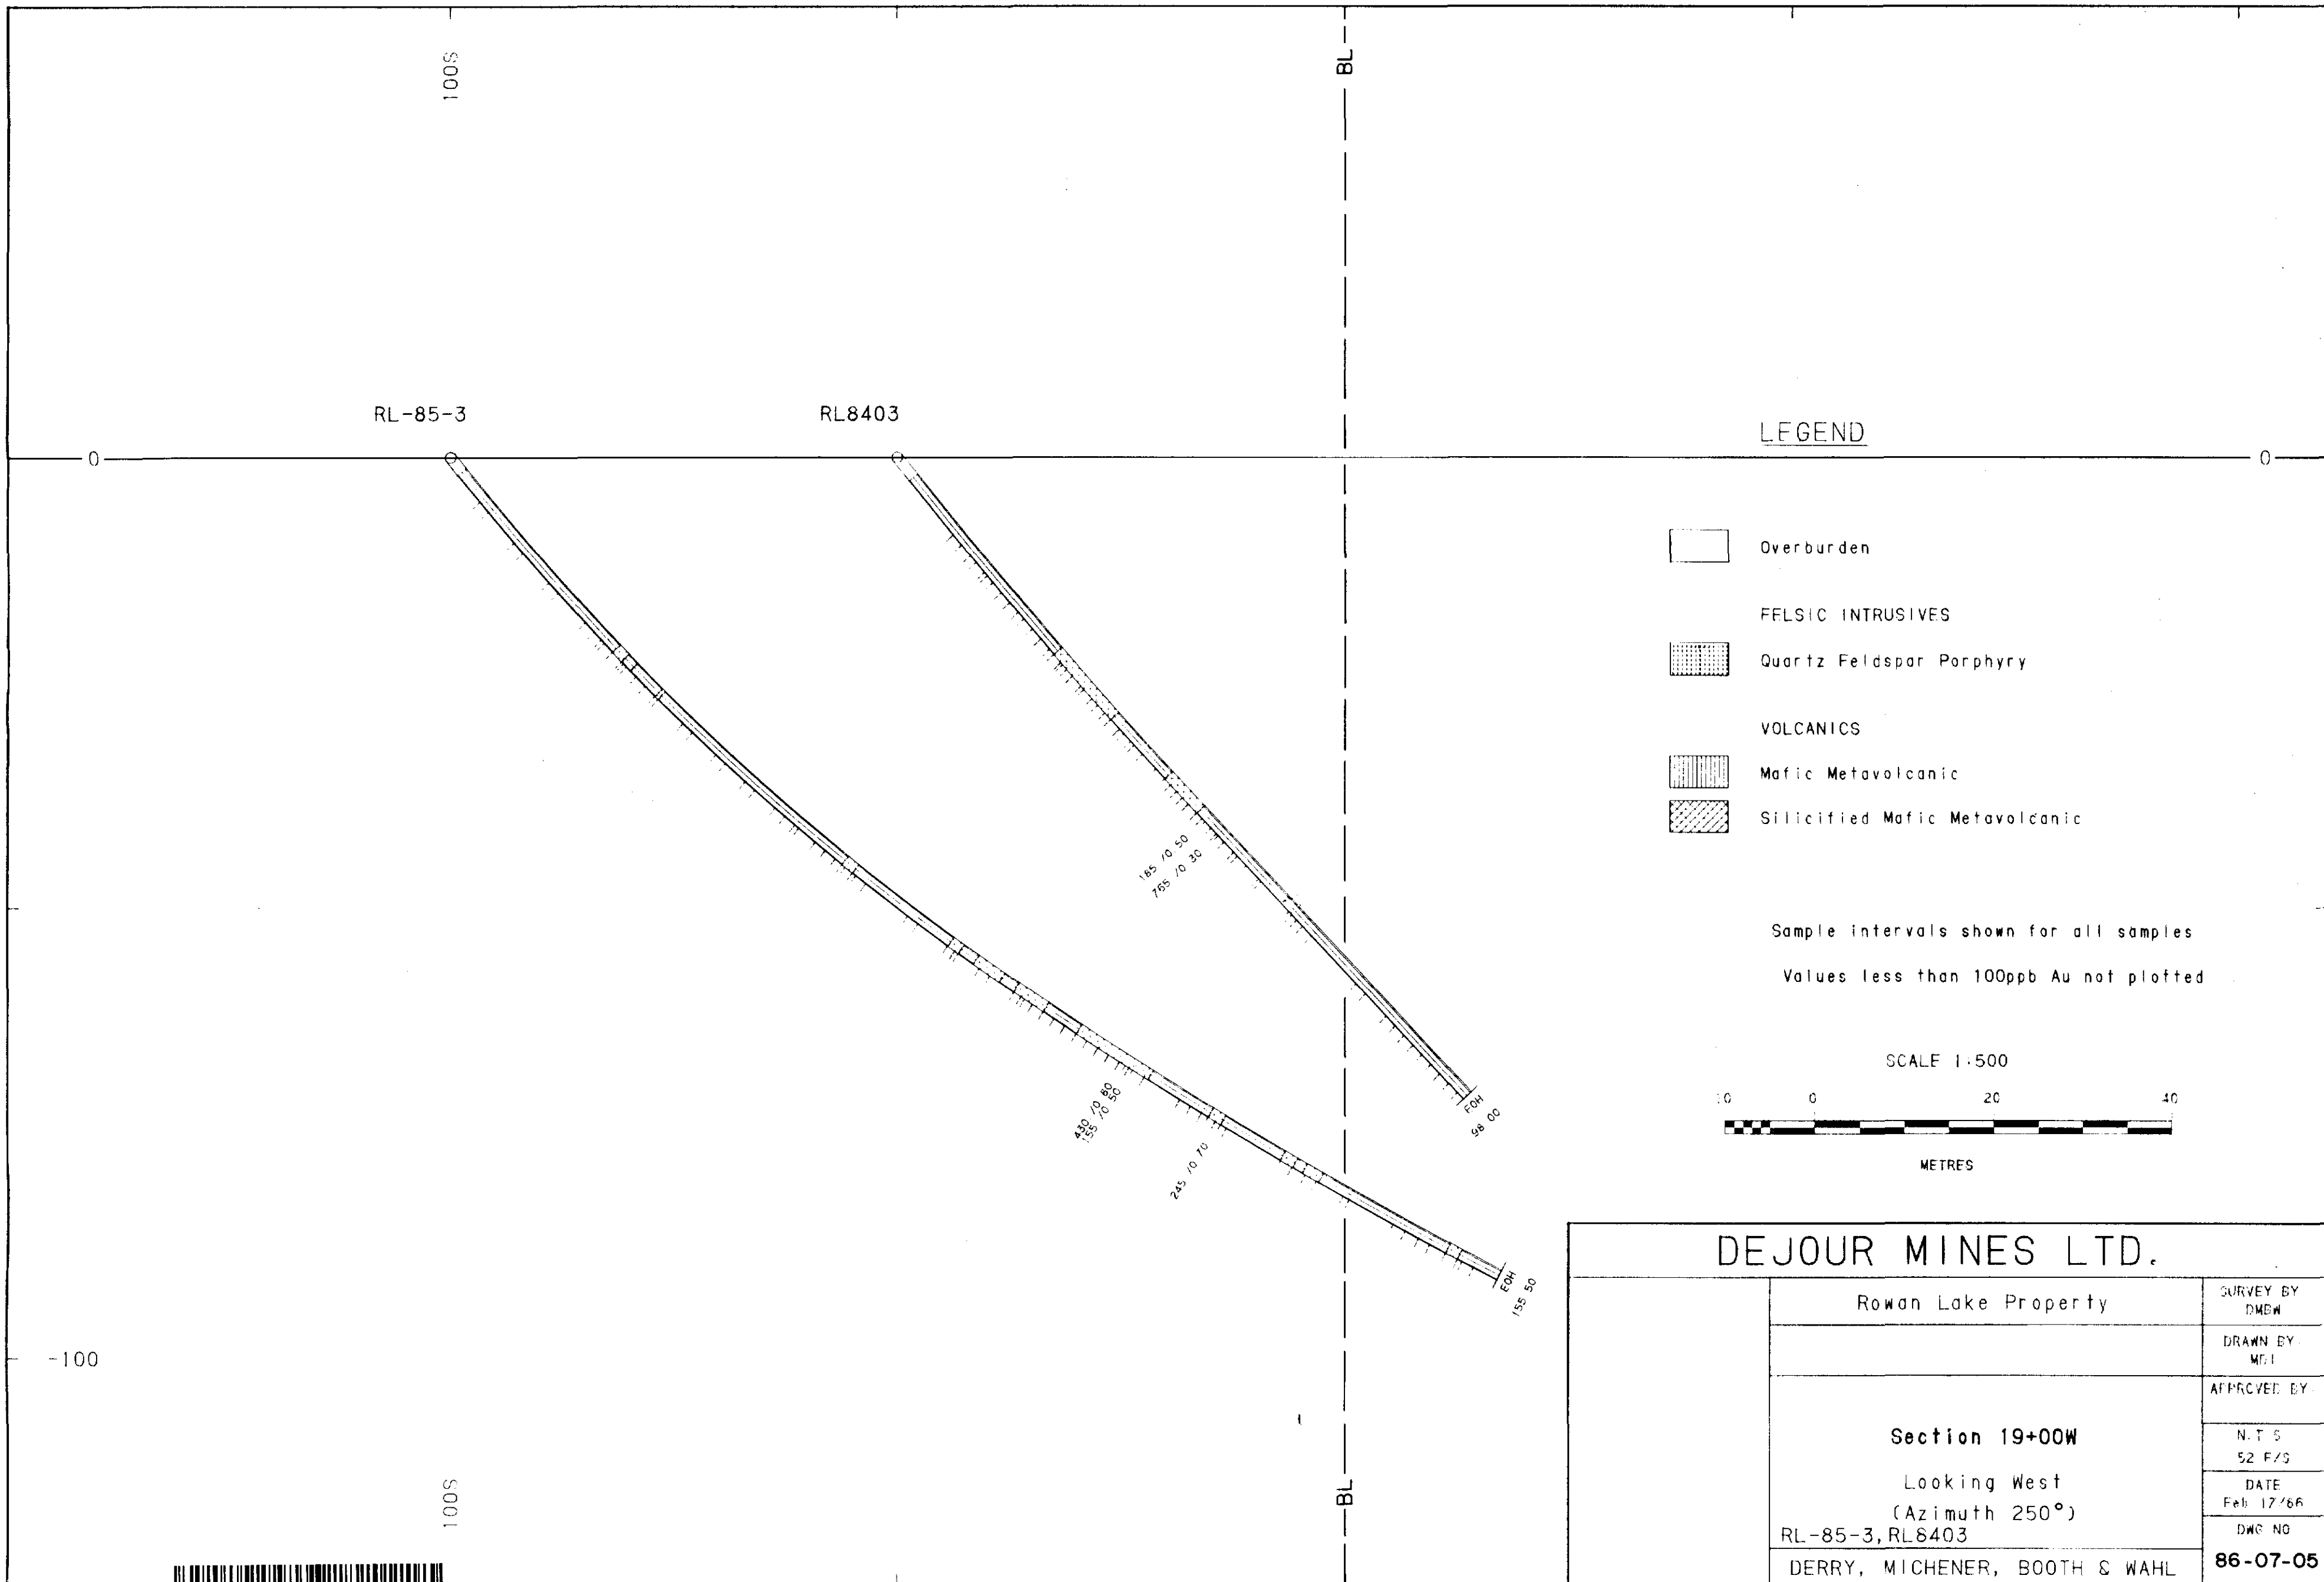 100S
BL
RL-85-3
RL8403
0
0
LEGEND
Overburden
FELSIC INTRUSIVES
Quartz Feldspar Porphyry
VOLCANICS
Mafic Metavolcanic
Silicified Mafic Metavolcanic
185 /0 50
765 /0 30
Sample intervals shown for all samples
Values less than 100ppb Au not plotted
SCALE 1:500
10 0 20 40
METRES
EOH
98 00
430 /0 60
155 /0 50
245 /0 70
EOH
155 50
-100
100S
BL
DEJOUR MINES LTD.
Rowan Lake Property
SURVEY BY
DMBW
DRAWN BY
APPROVED BY
Section 19+00W
Looking West
(Azimuth 250°)
RL-85-3, RL8403
N.T.S
52 F/5
DATE
Feb 17/86
DWG NO
86-07-05
DERRY, MICHENER, BOOTH & WAHL